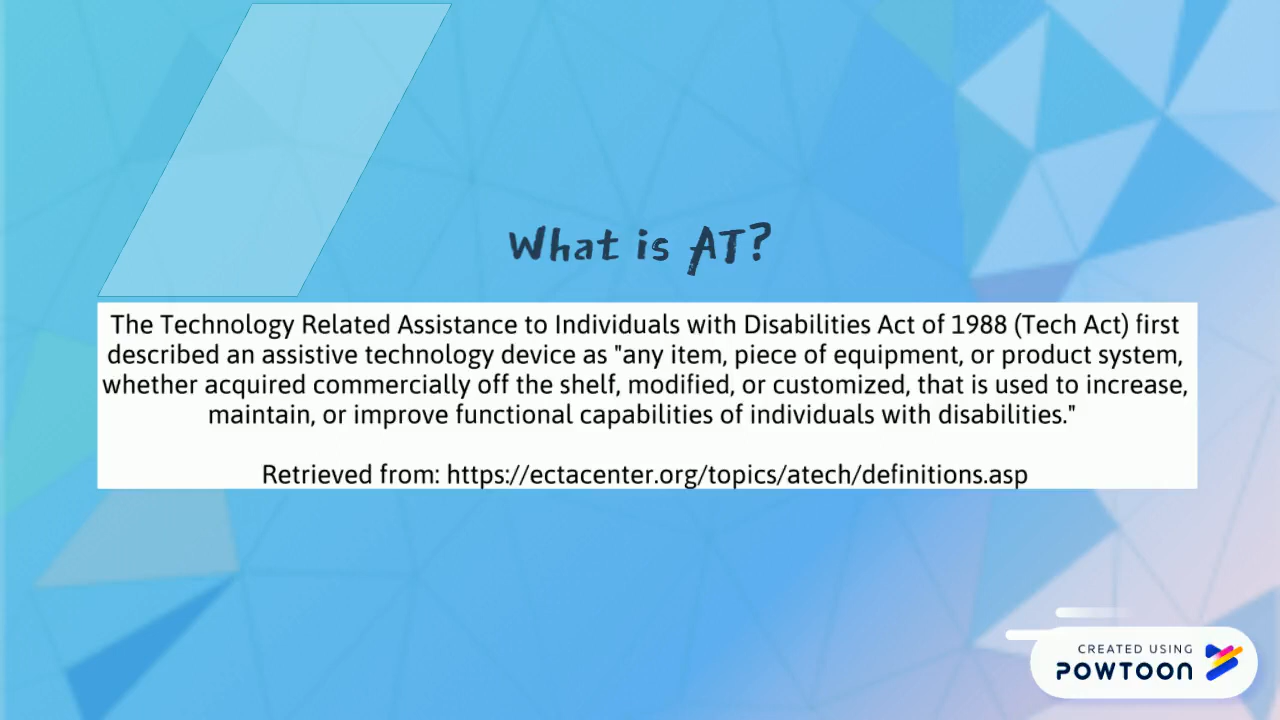 What is AT?
The Technology Related Assistance to Individuals with Disabilities Act of 1988 (Tech Act) first
described an assistive technology device as "any item, piece of equipment, or product system,
whether acquired commercially off the shelf, modified, or customized, that is used to increase,
maintain, or improve functional capabilities of individuals with disabilities."
Retrieved from: https://ectacenter.org/topics/atech/definitions.asp
CREATED USING
POWTOON